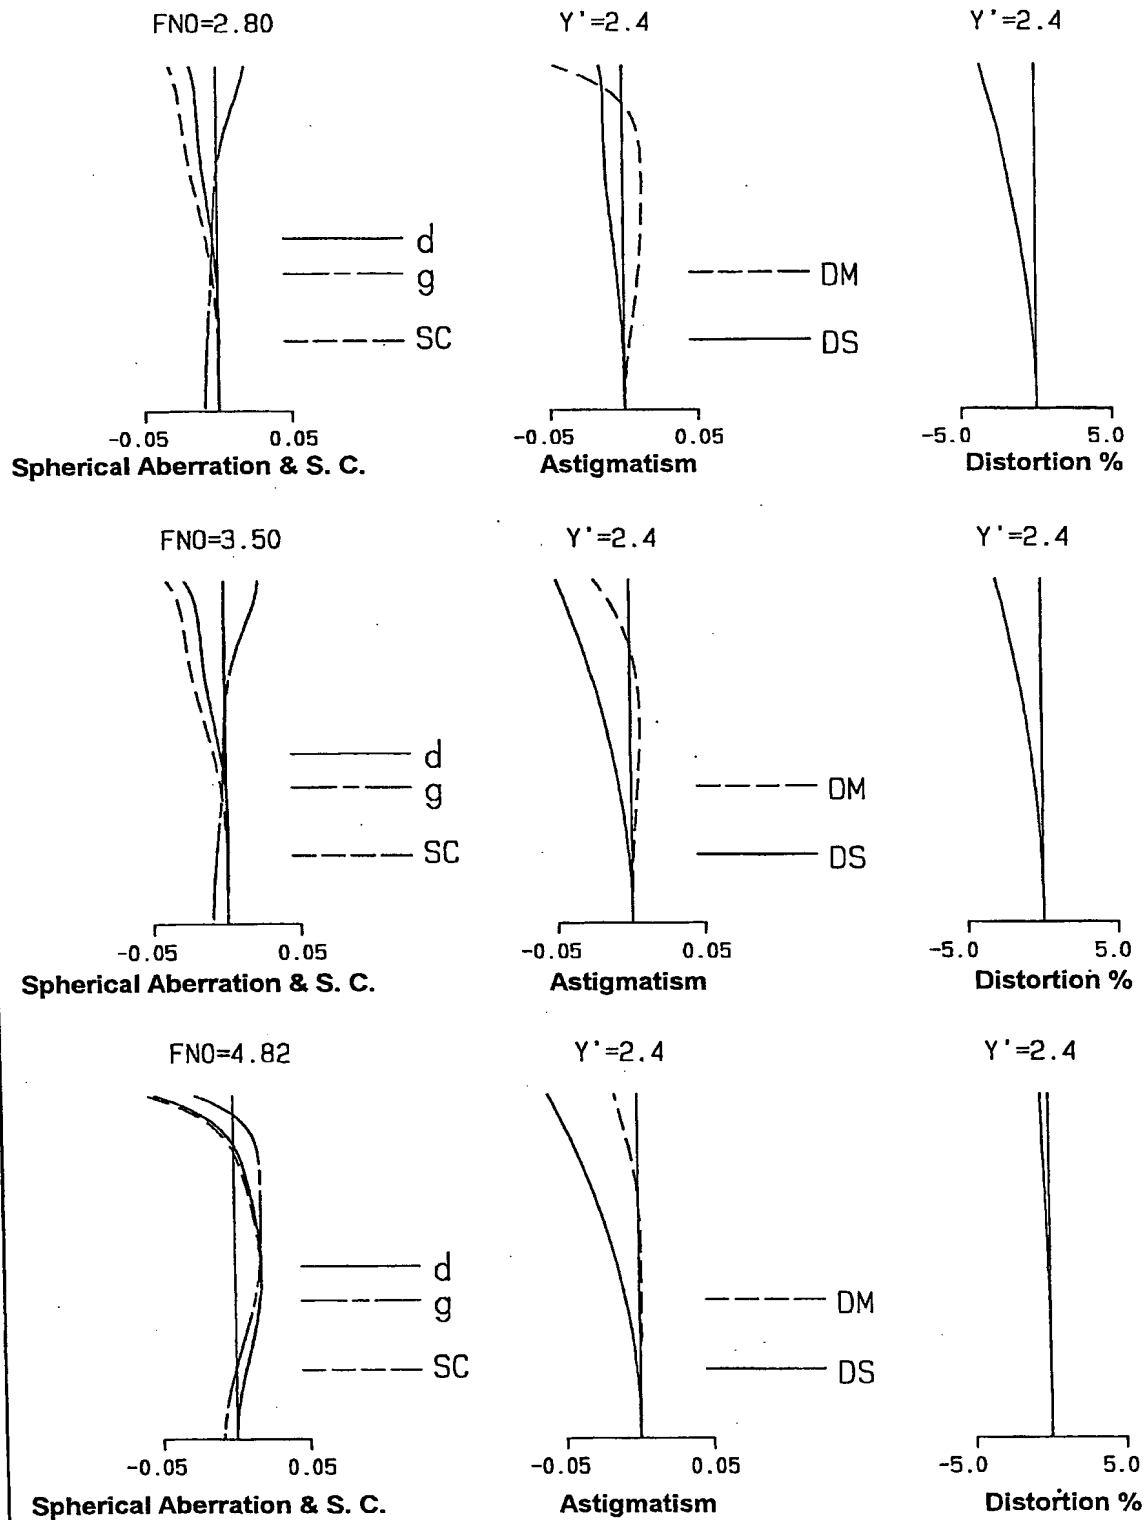 FNO=2.80 Y'=2.4 Y'=2.4
d
g
SC
DM
DS
-0.05 0.05 -0.05 0.05 -5.0 5.0
Spherical Aberration & S. C. Astigmatism Distortion %
FNO=3.50 Y'=2.4 Y'=2.4
d
g
SC
DM
DS
-0.05 0.05 -0.05 0.05 -5.0 5.0
Spherical Aberration & S. C. Astigmatism Distortion %
FNO=4.82 Y'=2.4 Y'=2.4
d
g
SC
DM
DS
-0.05 0.05 -0.05 0.05 -5.0 5.0
Spherical Aberration & S. C. Astigmatism Distortion %